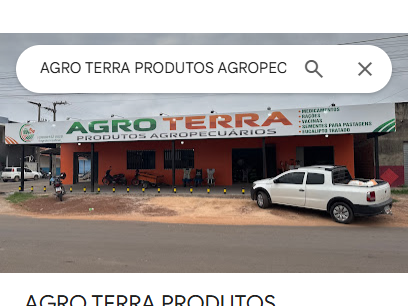 AGRO TERRA PRODUTOS AGROPEC
AGRO TERRA
PRODUTOS AGROPECUÁRIOS
• MEDICAMENTOS
• RAÇÕES
• VACINAS
• SEMENTES PARA PASTAGENS
• EUCALIPTO TRATADO
AGRO TERRA PRODUTOS